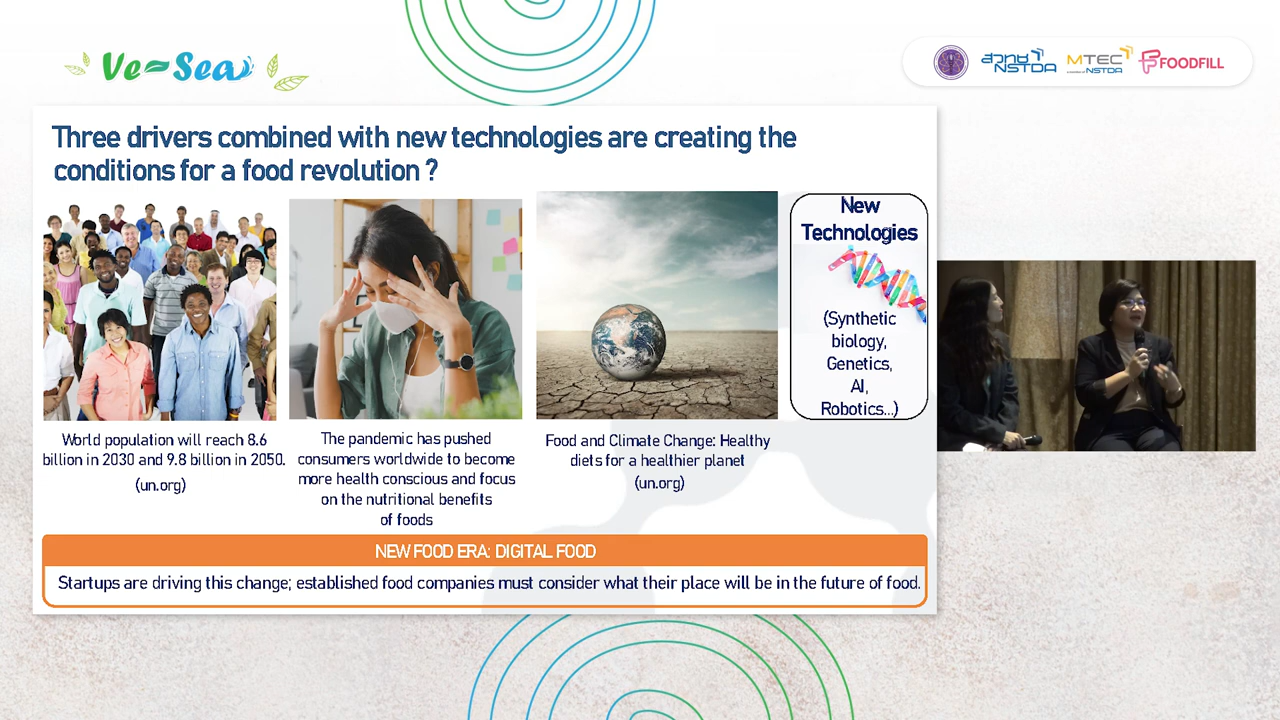 Ve-Sea
สวทช
NSTDA
MTEC
NSTDA
FOODFILL
Three drivers combined with new technologies are creating the
conditions for a food revolution ?
New
Technologies
(Synthetic
biology,
Genetics,
AI,
Robotics...)
World population will reach 8.6
billion in 2030 and 9.8 billion in 2050.
(un.org)
The pandemic has pushed
consumers worldwide to become
more health conscious and focus
on the nutritional benefits
of foods
Food and Climate Change: Healthy
diets for a healthier planet
(un.org)
NEW FOOD ERA: DIGITAL FOOD
Startups are driving this change; established food companies must consider what their place will be in the future of food.